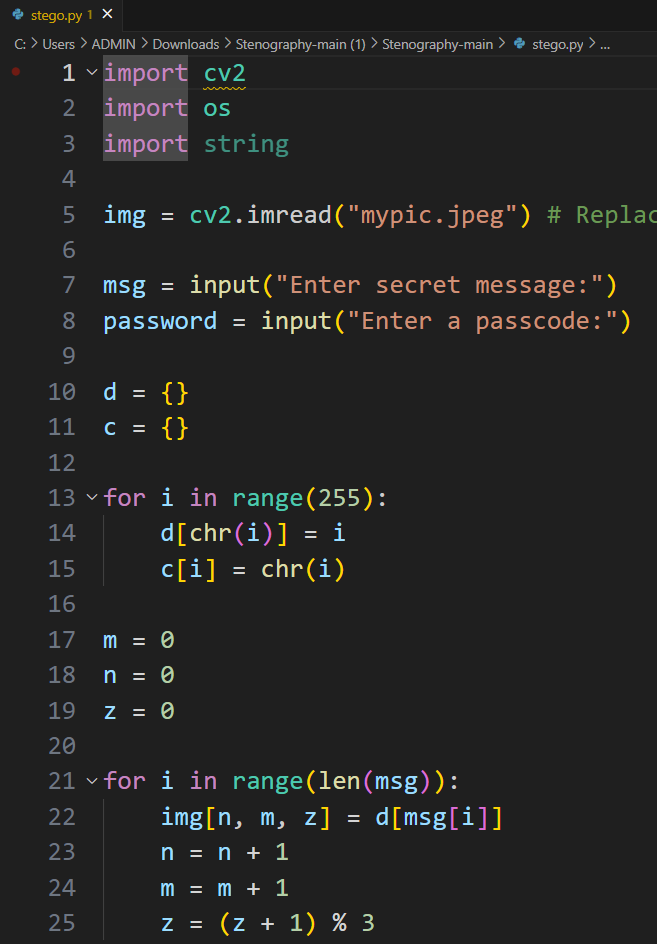 stego.py 1 ×
C: > Users > ADMIN > Downloads > Stenography-main (1) > Stenography-main > stego.py > ...
1 import cv2
2 import os
3 import string
4
5 img = cv2.imread("mypic.jpeg") # Replac
6
7 msg = input("Enter secret message:")
8 password = input("Enter a passcode:")
9
10 d = {}
11 c = {}
12
13 for i in range(255):
14     d[chr(i)] = i
15     c[i] = chr(i)
16
17 m = 0
18 n = 0
19 z = 0
20
21 for i in range(len(msg)):
22     img[n, m, z] = d[msg[i]]
23     n = n + 1
24     m = m + 1
25     z = (z + 1) % 3